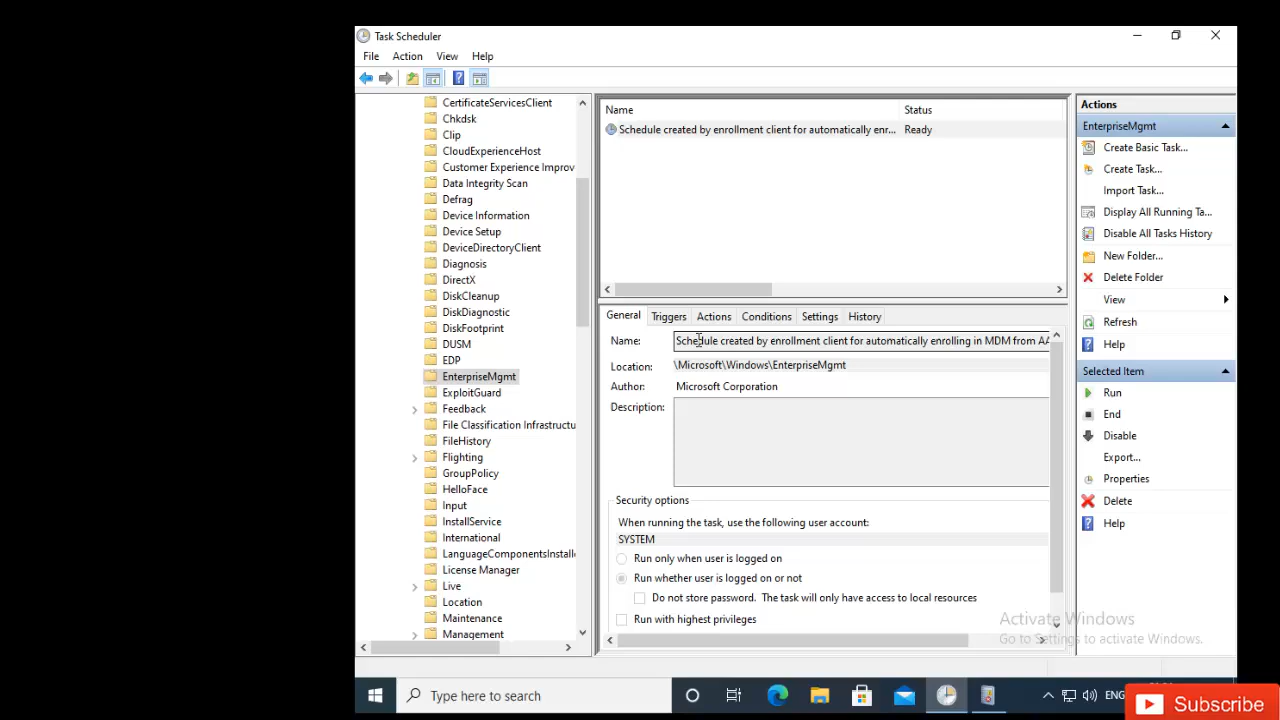 Task Scheduler
File Action View Help
CertificateServicesClient
Chkdsk
Clip
CloudExperienceHost
Customer Experience Improv
Data Integrity Scan
Defrag
Device Information
Device Setup
DeviceDirectoryClient
Diagnosis
DirectX
DiskCleanup
DiskDiagnostic
DiskFootprint
DUSM
EDP
EnterpriseMgmt
ExploitGuard
Feedback
File Classification Infrastructu
FileHistory
Flighting
GroupPolicy
HelloFace
Input
InstallService
International
LanguageComponentsInstalle
License Manager
Live
Location
Maintenance
Management
Name Status
Schedule created by enrollment client for automatically enr... Ready
General Triggers Actions Conditions Settings History
Name: Schedule created by enrollment client for automatically enrolling in MDM from AA
Location: \Microsoft\Windows\EnterpriseMgmt
Author: Microsoft Corporation
Description:
Security options
When running the task, use the following user account:
SYSTEM
Run only when user is logged on
Run whether user is logged on or not
Do not store password. The task will only have access to local resources
Run with highest privileges
Actions
EnterpriseMgmt
Create Basic Task...
Create Task...
Import Task...
Display All Running Ta...
Disable All Tasks History
New Folder...
Delete Folder
View
Refresh
Help
Selected Item
Run
End
Disable
Export...
Properties
Delete
Help
Activate Windows
Go to Settings to activate Windows.
Type here to search
ENG
Subscribe